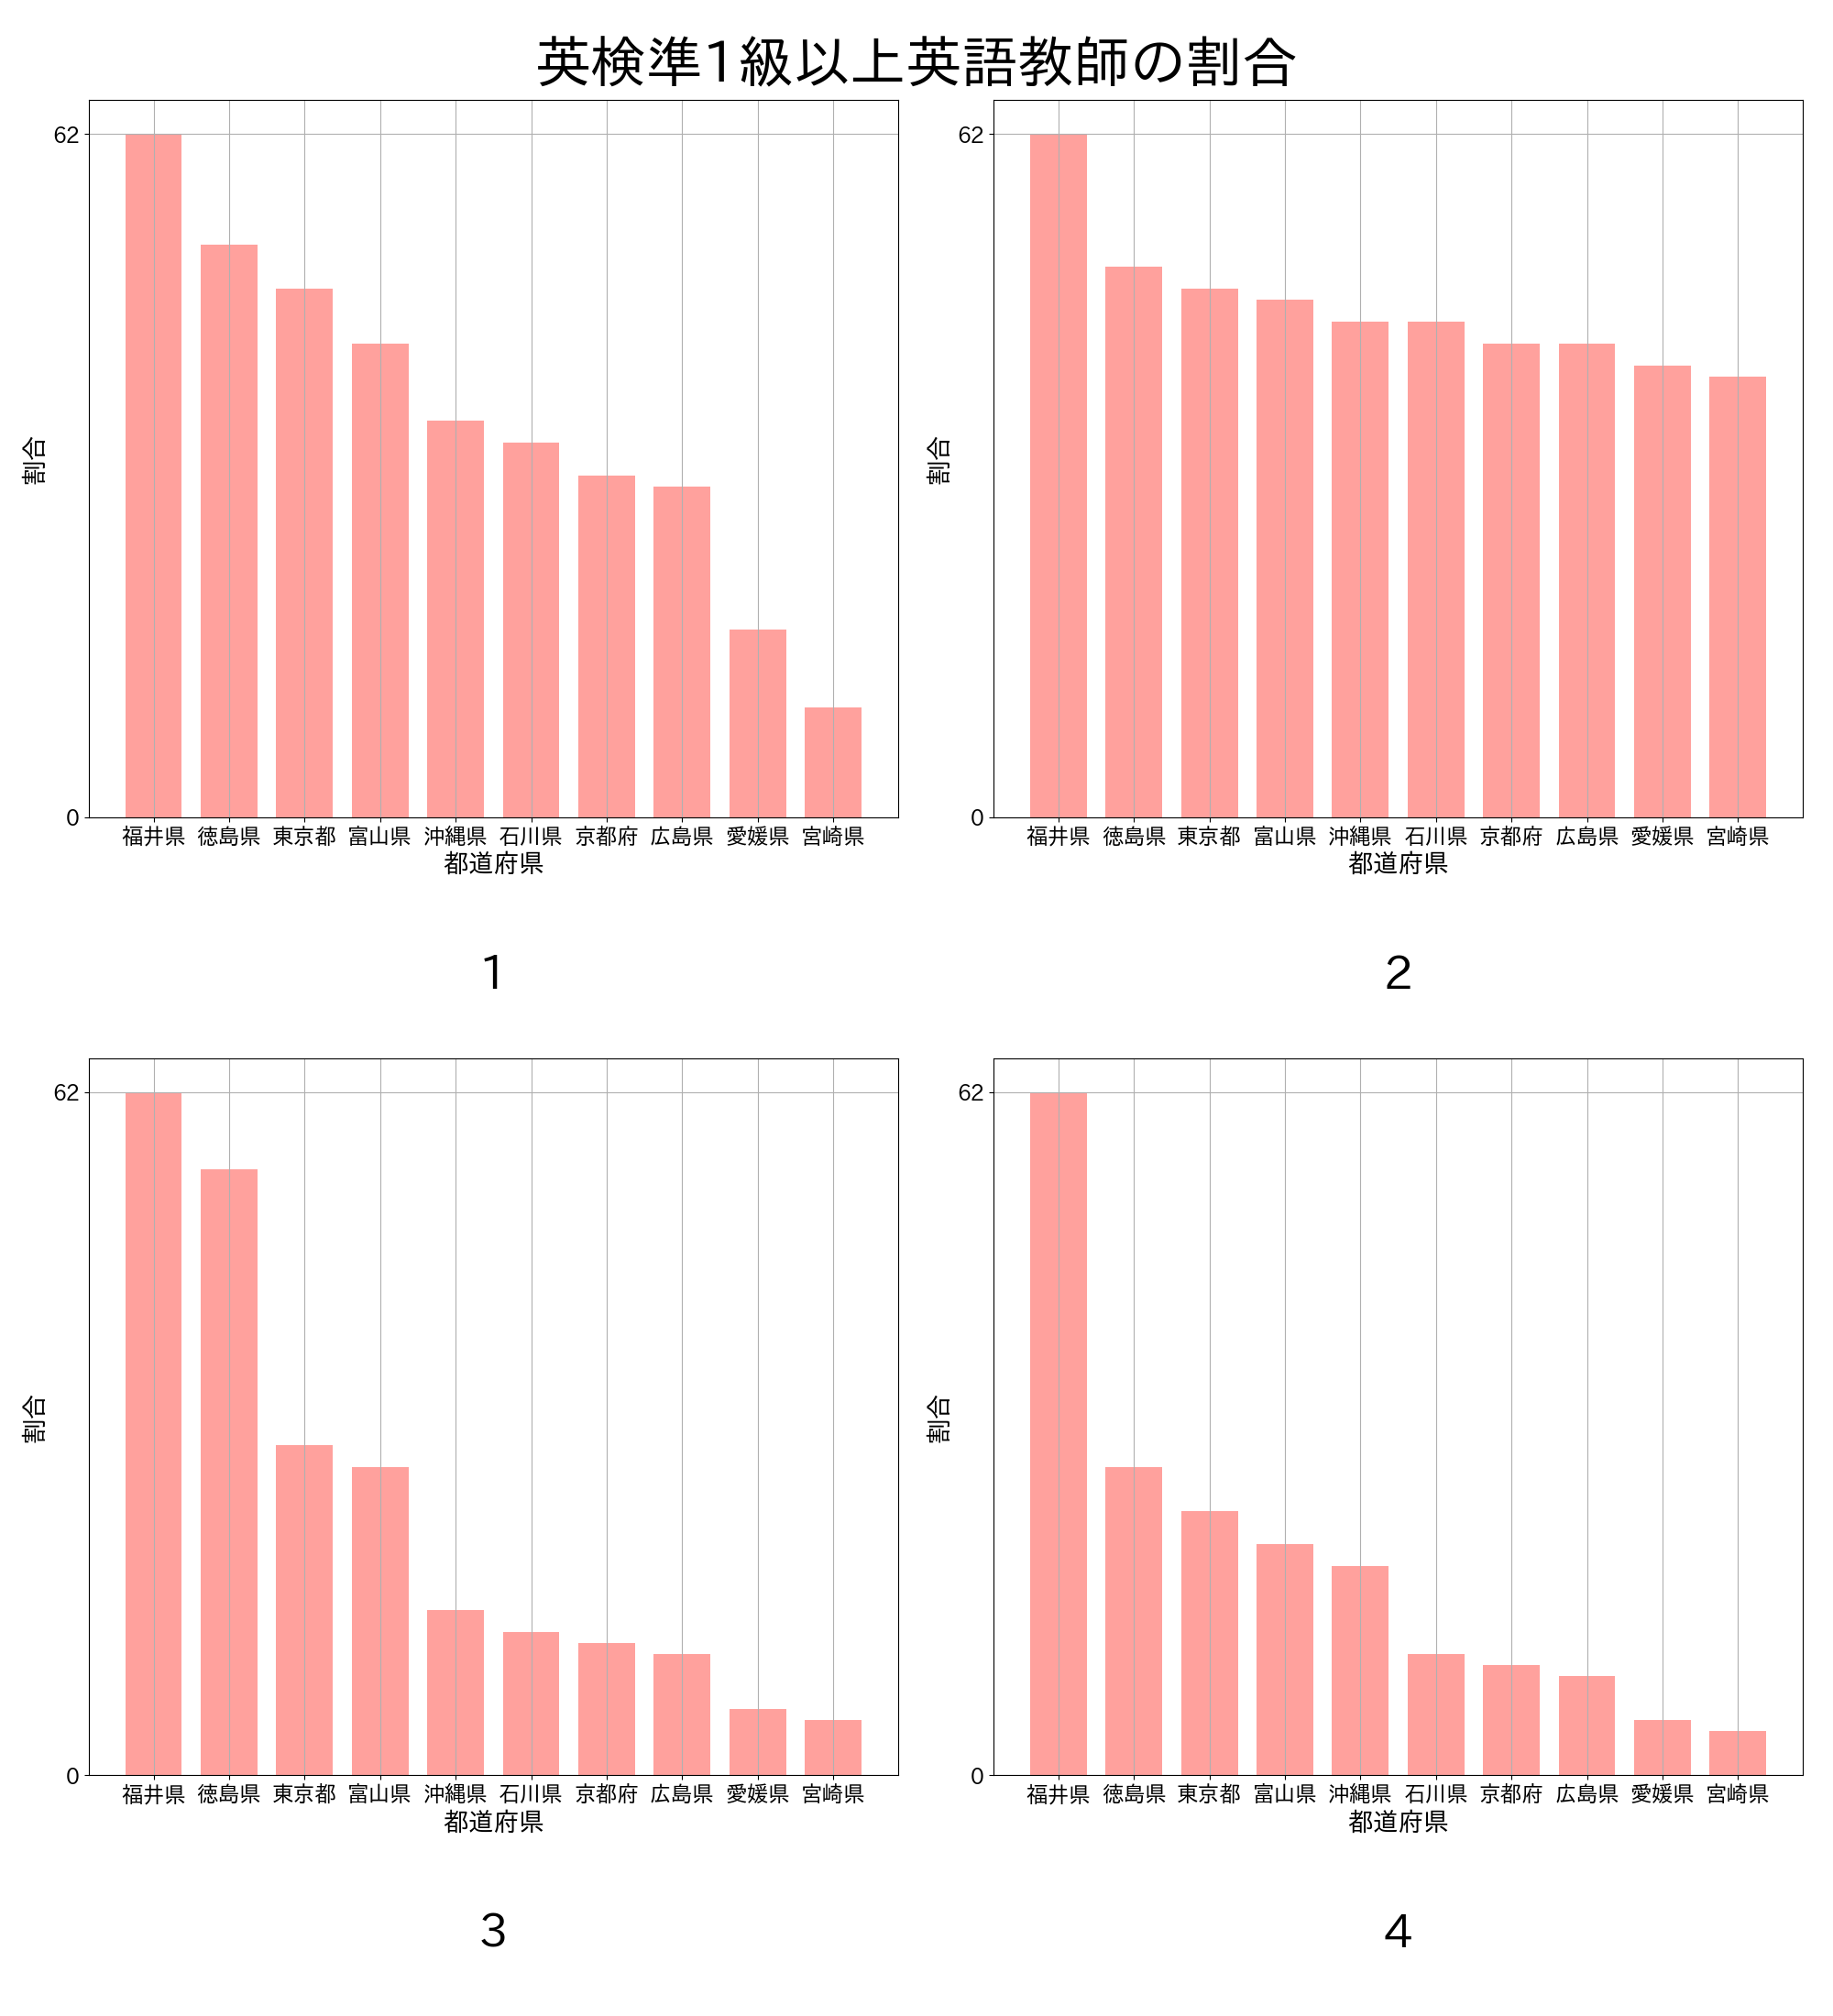 英検準1級以上英語教師の割合
62
0
割合
福井県 徳島県 東京都 富山県 沖縄県 石川県 京都府 広島県 愛媛県 宮崎県
都道府県
1
62
0
割合
福井県 徳島県 東京都 富山県 沖縄県 石川県 京都府 広島県 愛媛県 宮崎県
都道府県
2
62
0
割合
福井県 徳島県 東京都 富山県 沖縄県 石川県 京都府 広島県 愛媛県 宮崎県
都道府県
3
62
0
割合
福井県 徳島県 東京都 富山県 沖縄県 石川県 京都府 広島県 愛媛県 宮崎県
都道府県
4